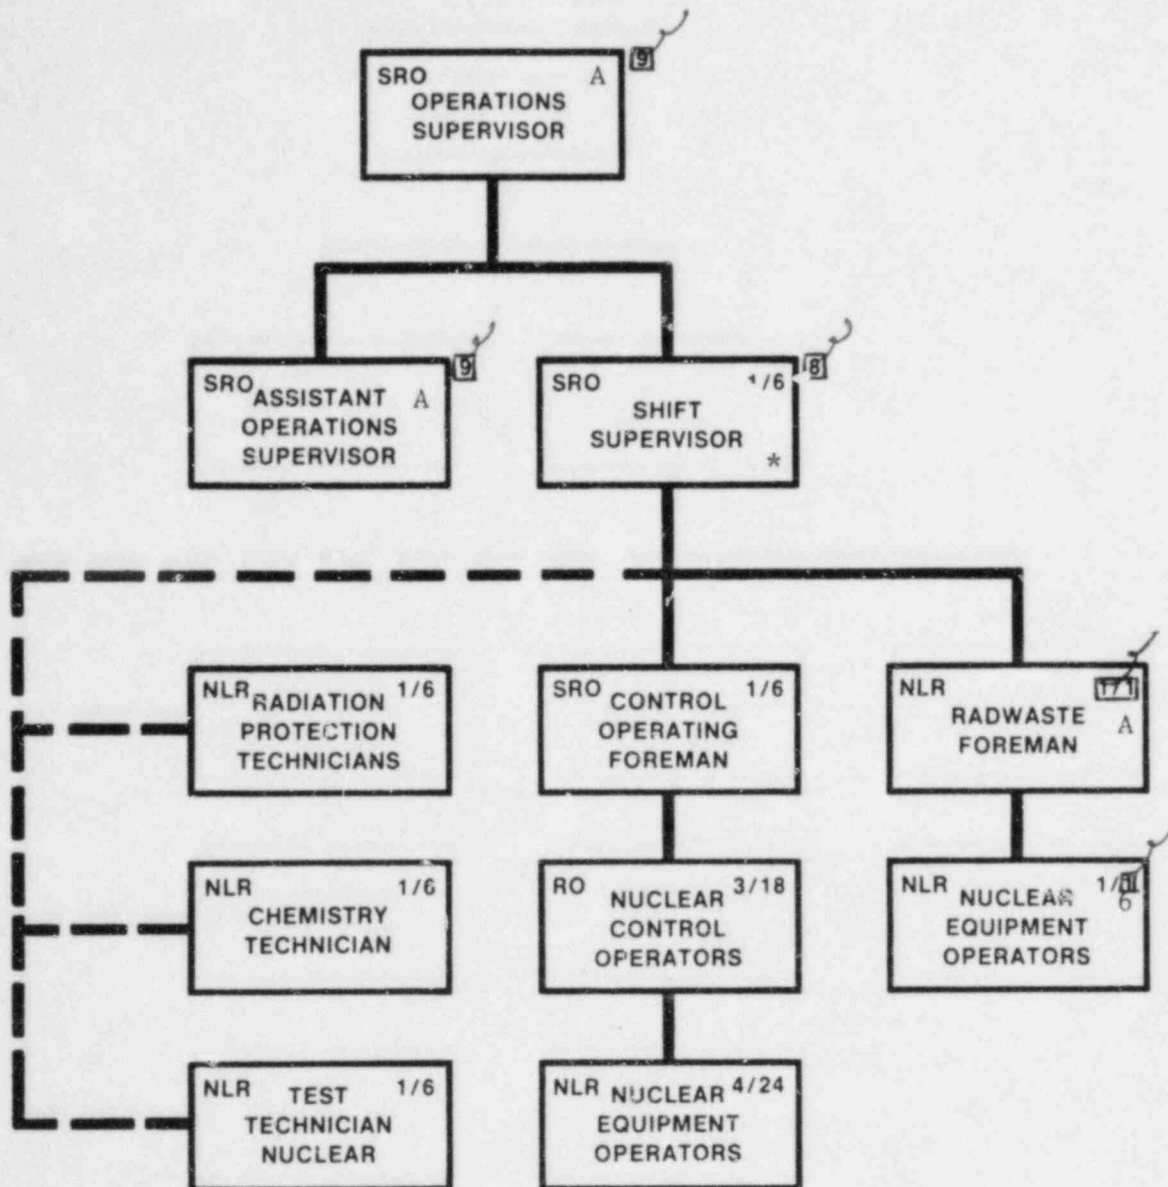 9
SRO A
OPERATIONS
SUPERVISOR
9
8
SRO ASSISTANT A
OPERATIONS
SUPERVISOR
SRO 1/6
SHIFT
SUPERVISOR
*
NLR RADIATION 1/6
PROTECTION
TECHNICIANS
SRO CONTROL 1/6
OPERATING
FOREMAN
NLR 1/1
RADWASTE A
FOREMAN
NLR 1/6
CHEMISTRY
TECHNICIAN
RO NUCLEAR 3/18
CONTROL
OPERATORS
NLR 1/
NUCLEAR 6
EQUIPMENT
OPERATORS
NLR TEST 1/6
TECHNICIAN
NUCLEAR
NLR NUCLEAR 4/24
EQUIPMENT
OPERATORS